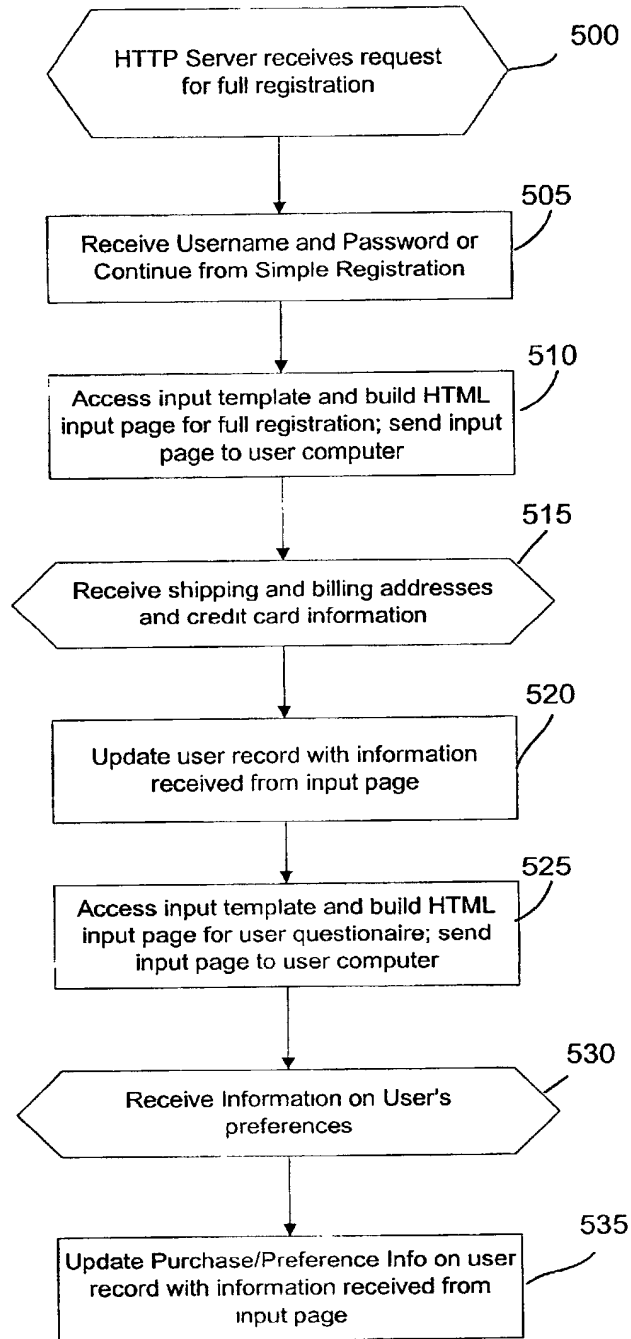 HTTP Server receives request
for full registration
500
505
Receive Username and Password or
Continue from Simple Registration
510
Access input template and build HTML
input page for full registration; send input
page to user computer
515
Receive shipping and billing addresses
and credit card information
520
Update user record with information
received from input page
525
Access input template and build HTML
input page for user questionaire; send
input page to user computer
530
Receive Information on User's
preferences
535
Update Purchase/Preference Info on user
record with information received from
input page